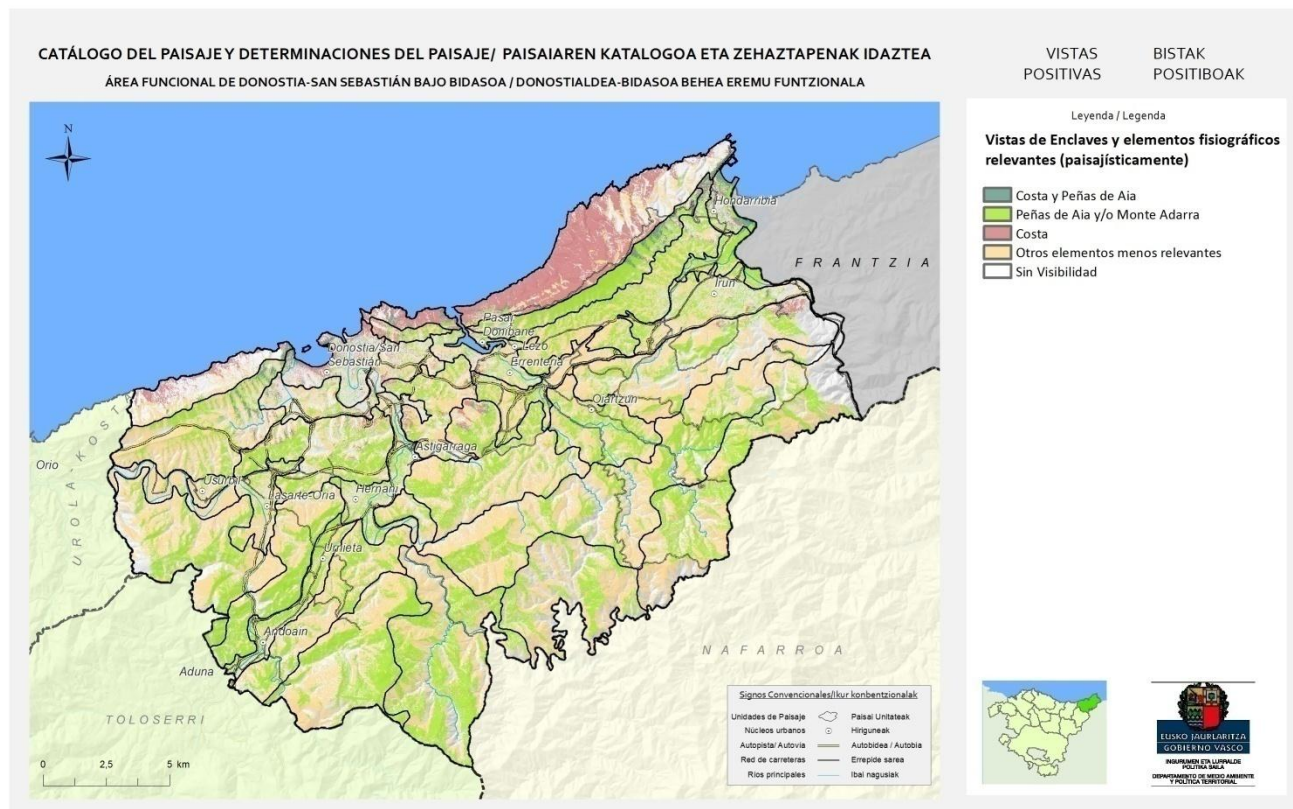 CATÁLOGO DEL PAISAJE Y DETERMINACIONES DEL PAISAJE/ PAISAIAREN KATALOGOA ETA ZEHAZTAPENAK IDAZTEA
ÁREA FUNCIONAL DE DONOSTIA-SAN SEBASTIÁN BAJO BIDASOA / DONOSTIALDEA-BIDASOA BEHEA EREMU FUNTZIONALA
VISTAS
POSITIVAS
BISTAK
POSITIBOAK
Leyenda / Legenda
Vistas de Enclaves y elementos fisiográficos
relevantes (paisajísticamente)
Costa y Peñas de Aia
Peñas de Aia y/o Monte Adarra
Costa
Otros elementos menos relevantes
Sin Visibilidad
N
Hondarribia
FRANTZIA
Irun
Pasai
Donibane
Lezo
Donostia/San
Sebastián
Errenteria
Oiartzun
Astigarraga
Orio
UROLA-KOSTA
Usurbil
Lasarte-Oria
Hernani
Urnieta
Andoain
Aduna
NAFARROA
TOLOSERRI
0 2,5 5 km
Signos Convencionales/Ikur konbentzionalak
Unidades de Paisaje Paisai Unitateak
Núcleos urbanos Hiriguneak
Autopista/ Autovía Autobidea / Autobia
Red de carreteras Errepide sarea
Ríos principales Ibai nagusiak
EUSKO JAURLARITZA
GOBIERNO VASCO
INGURUMEN ETA LURRALDE
POLITIKA SAILA
DEPARTAMENTO DE MEDIO AMBIENTE
Y POLÍTICA TERRITORIAL